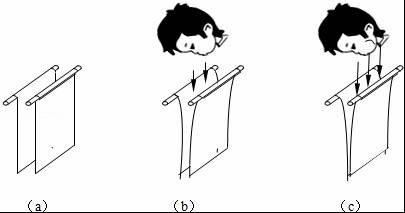 （a） （b） （c）